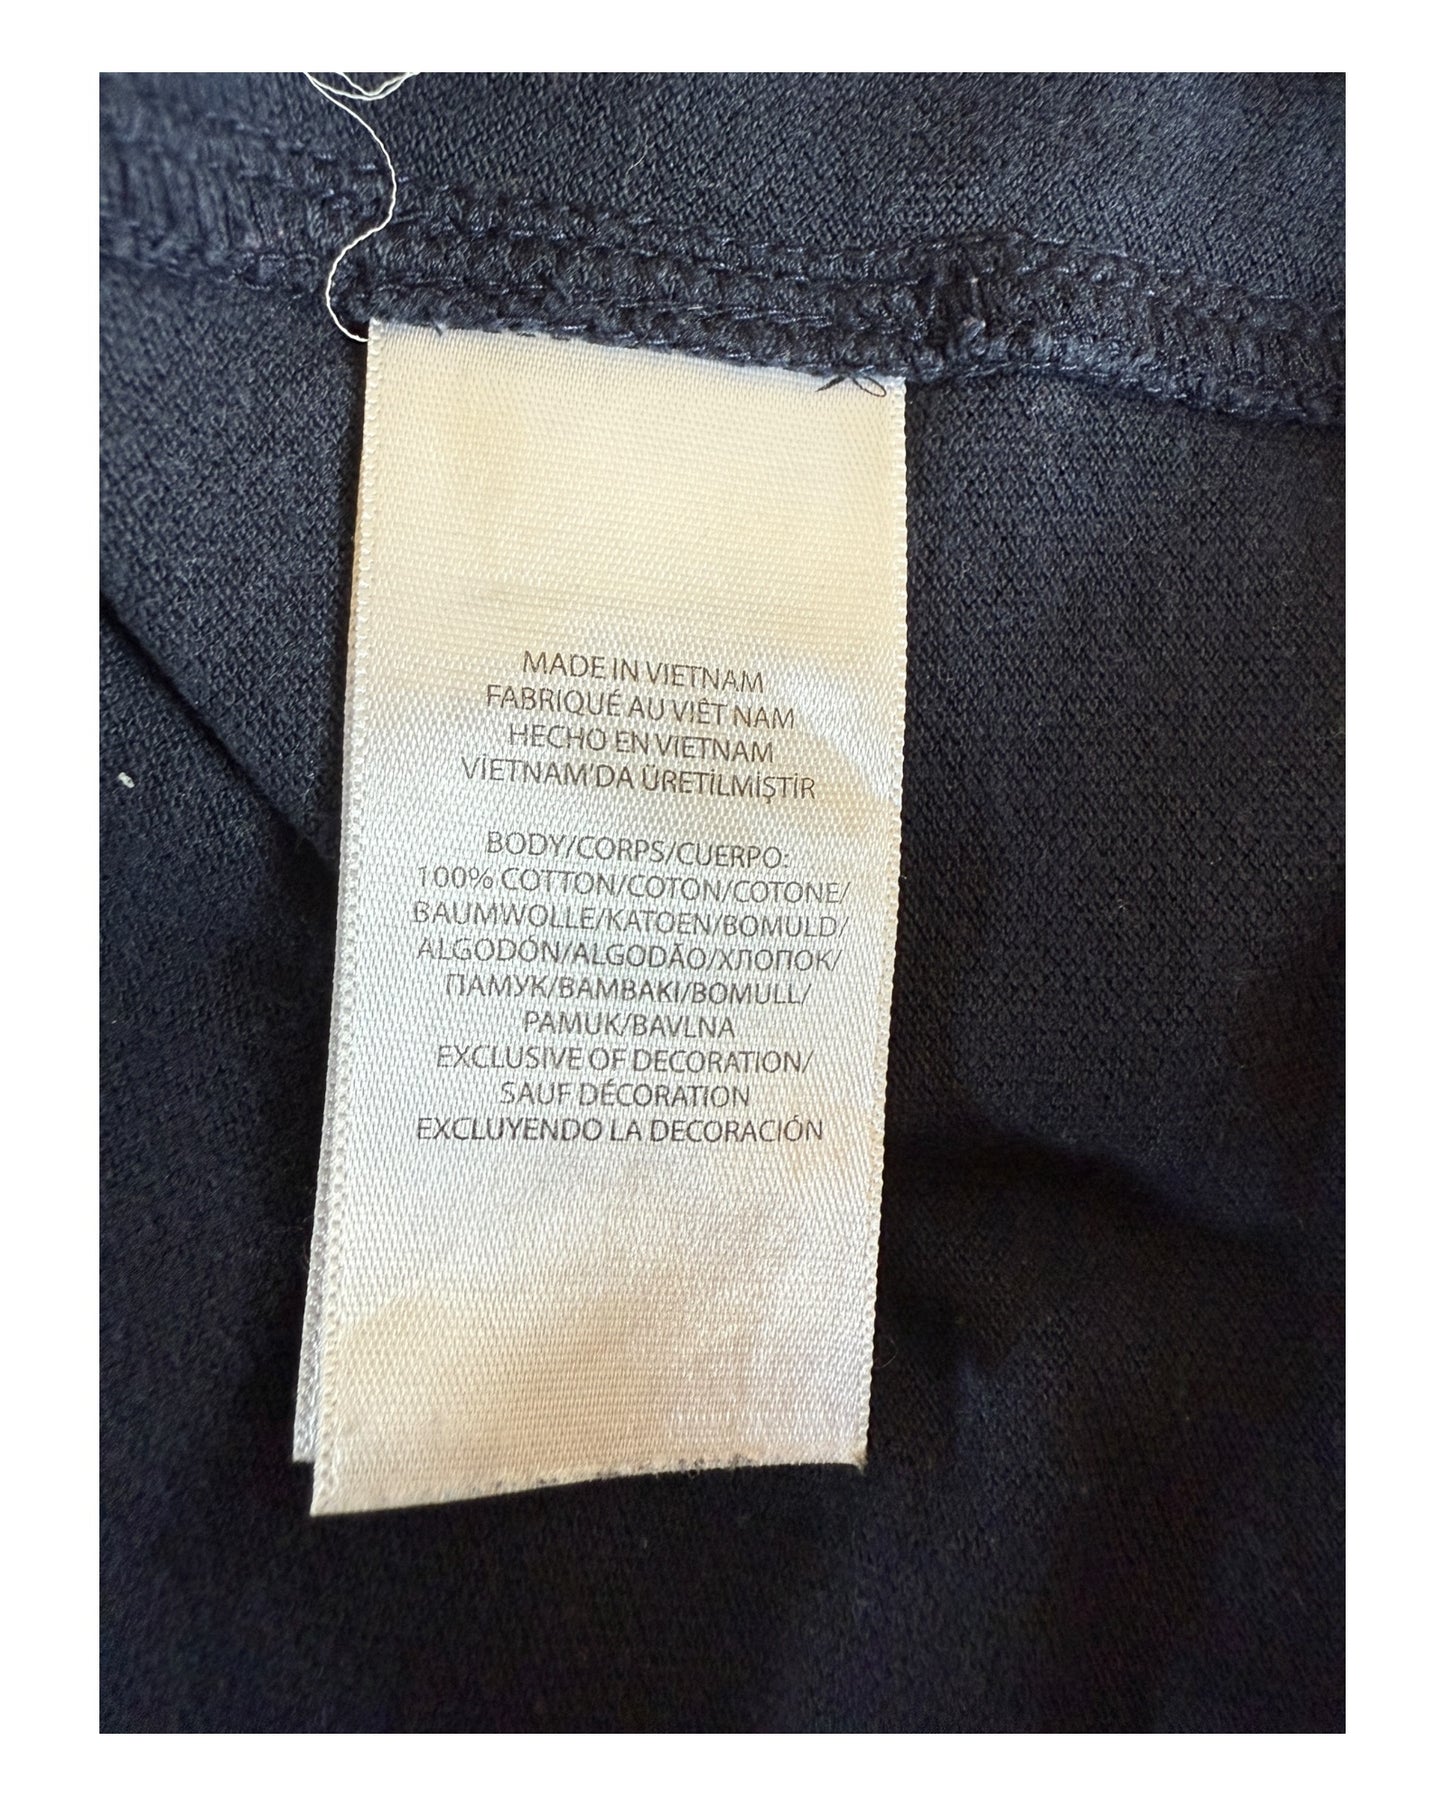 MADE IN VIETNAM
FABRIQUÉ AU VIÊT NAM
HECHO EN VIETNAM
VİETNAM'DA ÜRETİLMİŞTİR
BODY/CORPS/CUERPO:
100% COTTON/COTON/COTONE/
BAUMWOLLE/KATOEN/BOMULD/
ALGODÓN/ALGODÃO/ХЛОПОК/
ПАМУК/BAMBAKI/BOMULL/
PAMUK/BAVLNA
EXCLUSIVE OF DECORATION/
SAUF DÉCORATION
EXCLUYENDO LA DECORACIÓN